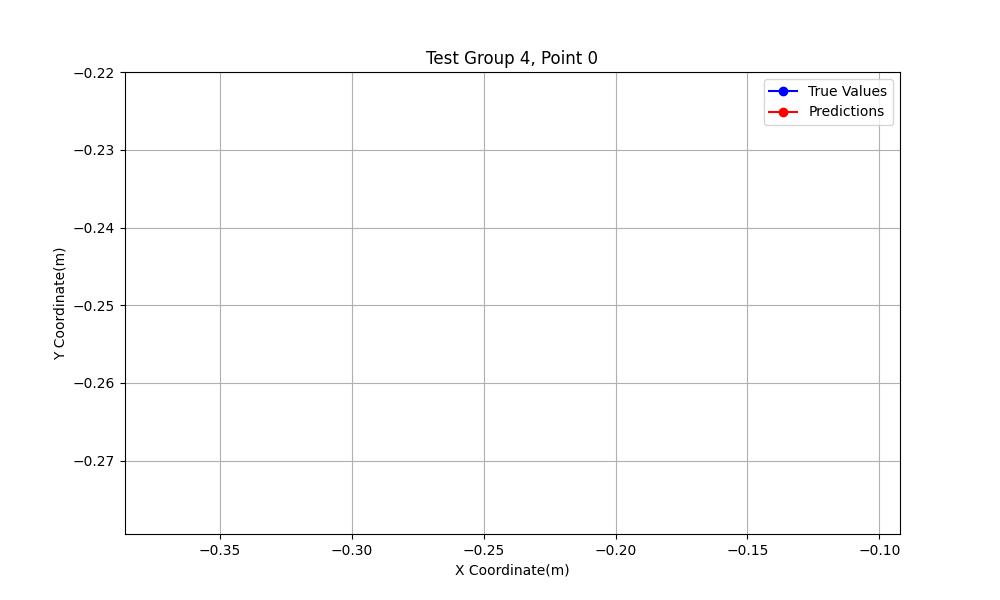 Test Group 4, Point 0
True Values
Predictions
−0.22
−0.23
−0.24
−0.25
−0.26
−0.27
Y Coordinate(m)
−0.35
−0.30
−0.25
−0.20
−0.15
−0.10
X Coordinate(m)